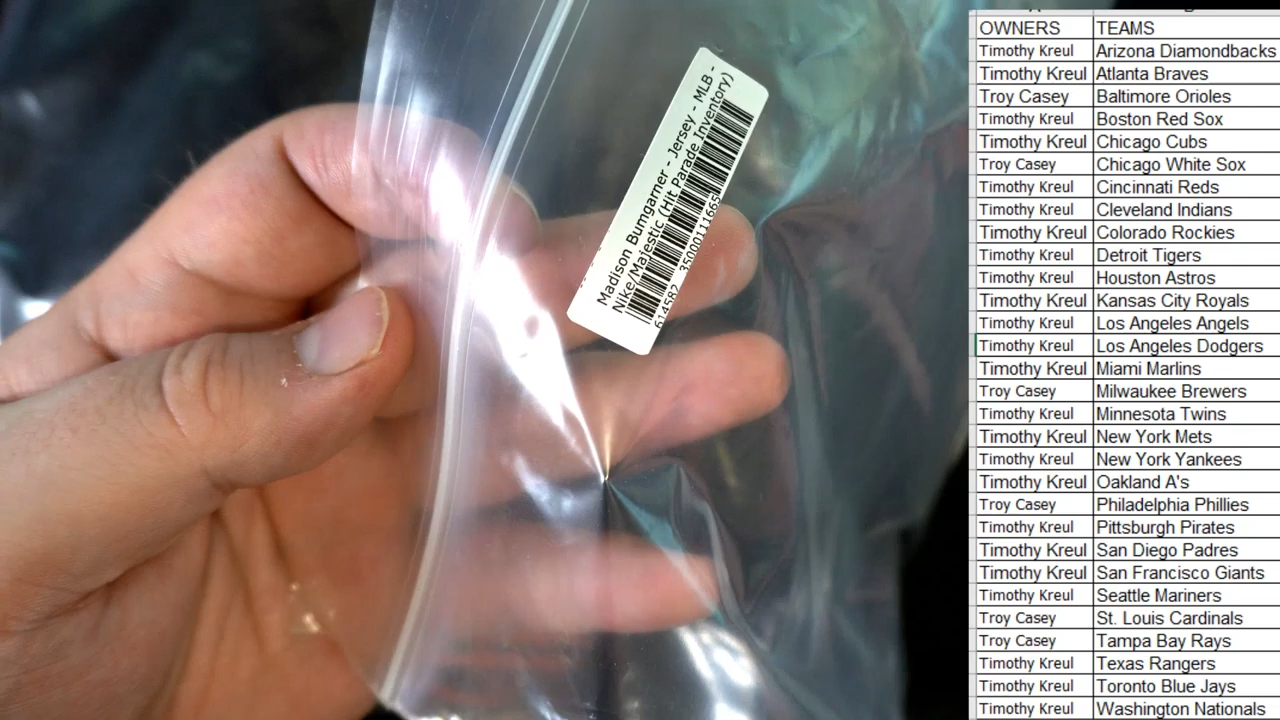 Madison Bumgarner - Jersey - MLB -
Nike/Majestic (Hit Parade Inventory)
614582 35000111665
OWNERS TEAMS
Timothy Kreul Arizona Diamondbacks
Timothy Kreul Atlanta Braves
Troy Casey Baltimore Orioles
Timothy Kreul Boston Red Sox
Timothy Kreul Chicago Cubs
Troy Casey Chicago White Sox
Timothy Kreul Cincinnati Reds
Timothy Kreul Cleveland Indians
Timothy Kreul Colorado Rockies
Timothy Kreul Detroit Tigers
Timothy Kreul Houston Astros
Timothy Kreul Kansas City Royals
Timothy Kreul Los Angeles Angels
Timothy Kreul Los Angeles Dodgers
Timothy Kreul Miami Marlins
Troy Casey Milwaukee Brewers
Timothy Kreul Minnesota Twins
Timothy Kreul New York Mets
Timothy Kreul New York Yankees
Timothy Kreul Oakland A's
Troy Casey Philadelphia Phillies
Timothy Kreul Pittsburgh Pirates
Timothy Kreul San Diego Padres
Timothy Kreul San Francisco Giants
Timothy Kreul Seattle Mariners
Troy Casey St. Louis Cardinals
Troy Casey Tampa Bay Rays
Timothy Kreul Texas Rangers
Timothy Kreul Toronto Blue Jays
Timothy Kreul Washington Nationals